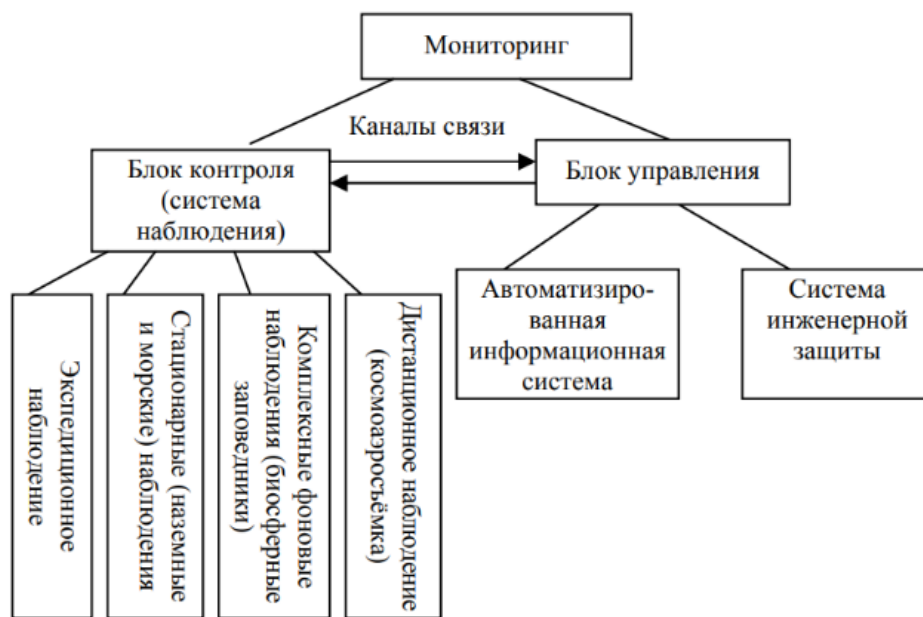 Мониторинг
Каналы связи
Блок контроля
(система
наблюдения)
Блок управления
Экспедиционное
наблюдение
Стационарные (наземные
и морские) наблюдения
Комплексные фоновые
наблюдения (биосферные
заповедники)
Дистанционное наблюдение
(космоаэросъёмка)
Автоматизиро-
ванная
информационная
система
Система
инженерной
защиты